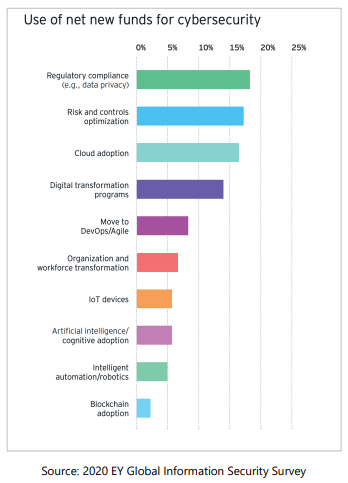 Use of net new funds for cybersecurity
0% 5% 10% 15% 20% 25%
Regulatory compliance
(e.g., data privacy)
Risk and controls
optimization
Cloud adoption
Digital transformation
programs
Move to
DevOps/Agile
Organization and
workforce transformation
IoT devices
Artificial intelligence/
cognitive adoption
Intelligent
automation/robotics
Blockchain
adoption
Source: 2020 EY Global Information Security Survey